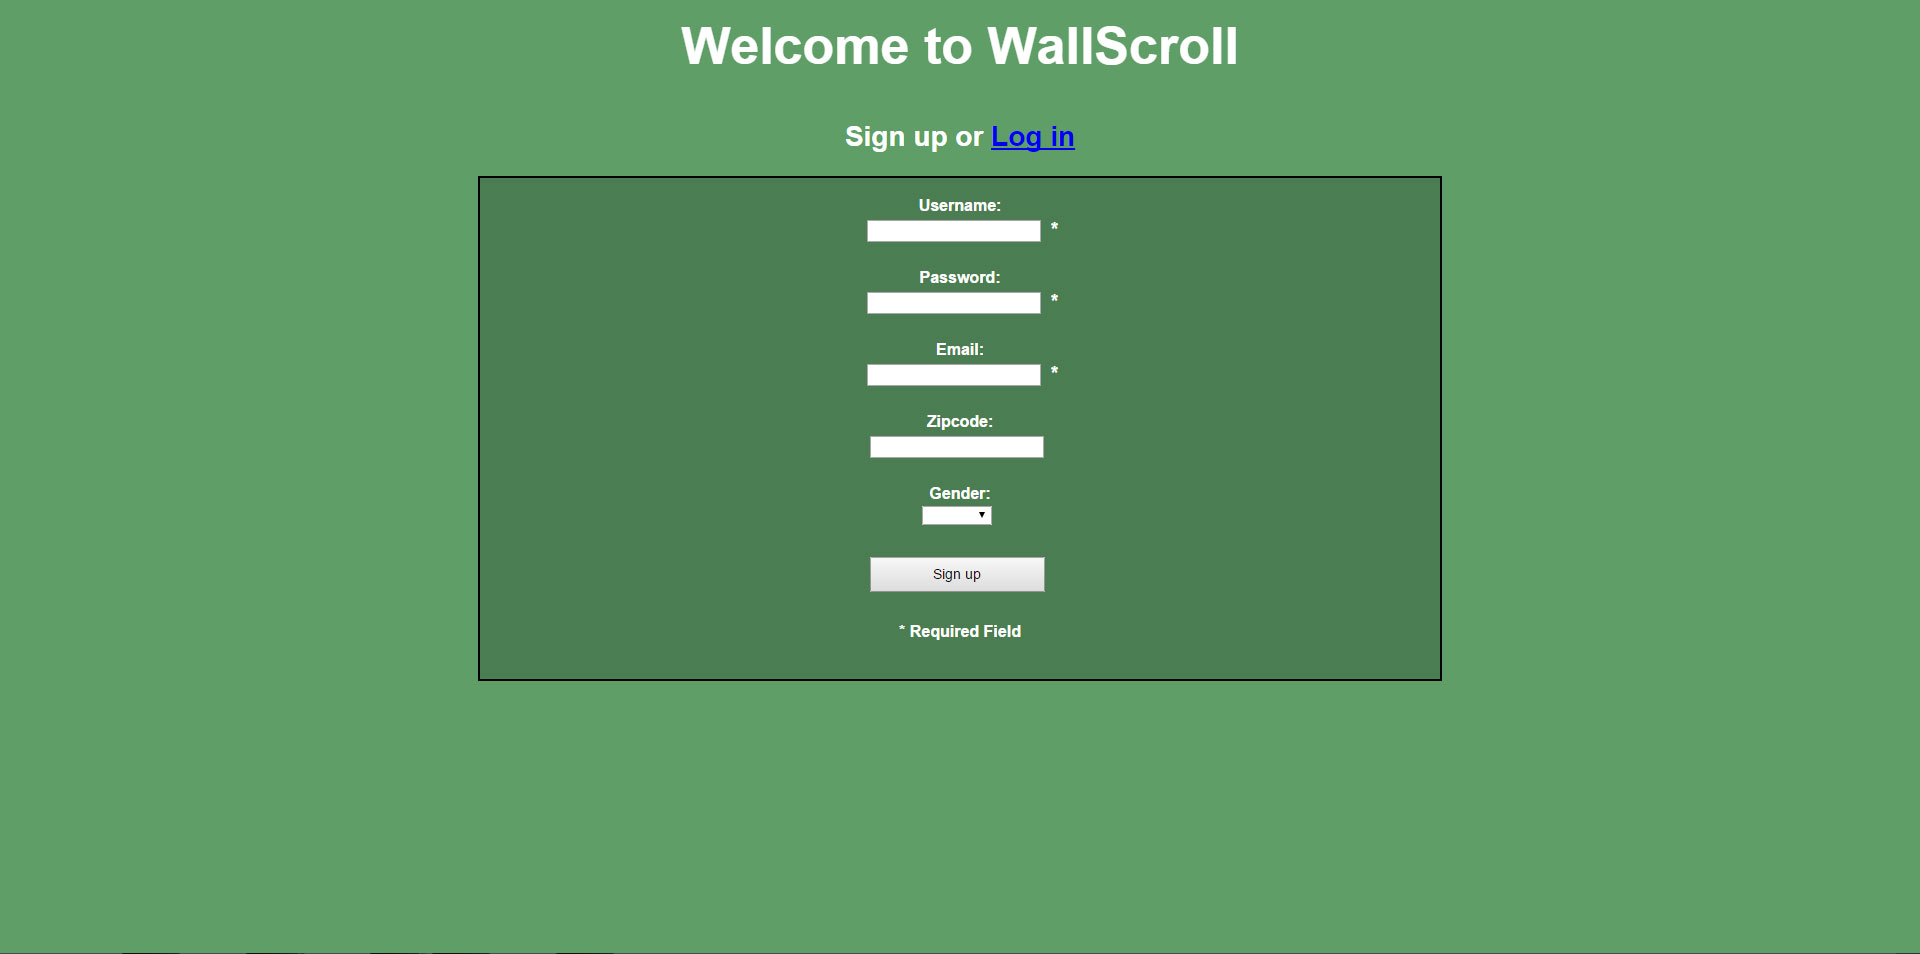 Welcome to WallScroll
Sign up or Log in
Username:
*
Password:
*
Email:
*
Zipcode:
Gender:
Sign up
* Required Field